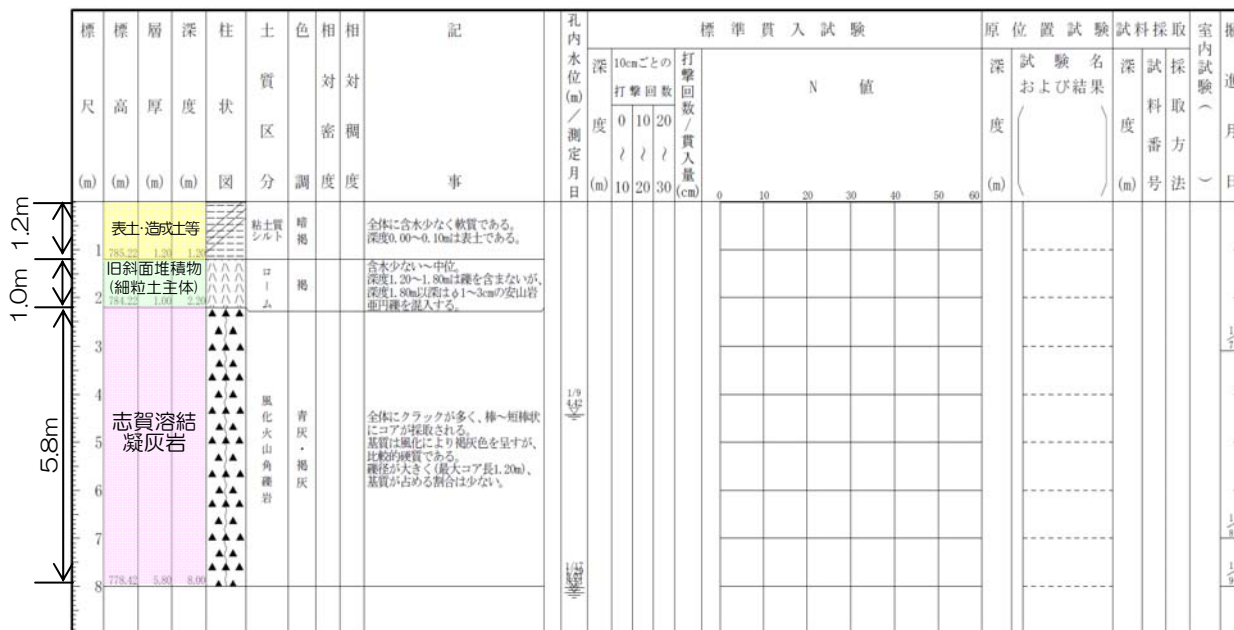 標尺(m)
標高(m)
層厚(m)
深度(m)
柱状図
土質区分
色調
相対密度
相対稠度
記事
孔内水位(m)／測定月日
標準貫入試験
深度(m)
10cmごとの
打撃回数
0〜10
10〜20
20〜30
打撃回数／貫入量(cm)
N 値
0 10 20 30 40 50 60
原位置試験
深度(m)
試験名
および結果
試料採取
深度(m)
試料番号
採取方法
室内試験（ ）
掘進月日
1.2m
表土・造成土等
785.22 1.20 1.20
粘土質
シルト
暗褐
全体に含水少なく軟質である。
深度0.00〜0.10mは表土である。
1.0m
旧斜面堆積物
(細粒土主体)
784.22 1.00 2.20
ローム
褐
含水少ない〜中位。
深度1.20〜1.80mは礫を含まないが、
深度1.80m以深はφ1〜3cmの安山岩
亜円礫を混入する。
5.8m
志賀溶結
凝灰岩
778.42 5.80 8.00
風化火山角礫岩
青灰・褐灰
全体にクラックが多く、棒〜短棒状
にコアが採取される。
基質は風化により褐灰色を呈すが、
比較的硬質である。
礫径が大きく(最大コア長1.20m)、
基質が占める割合は少ない。
1
2
3
4
5
6
7
8
1/9
4.42
1/7
1/8
1/9